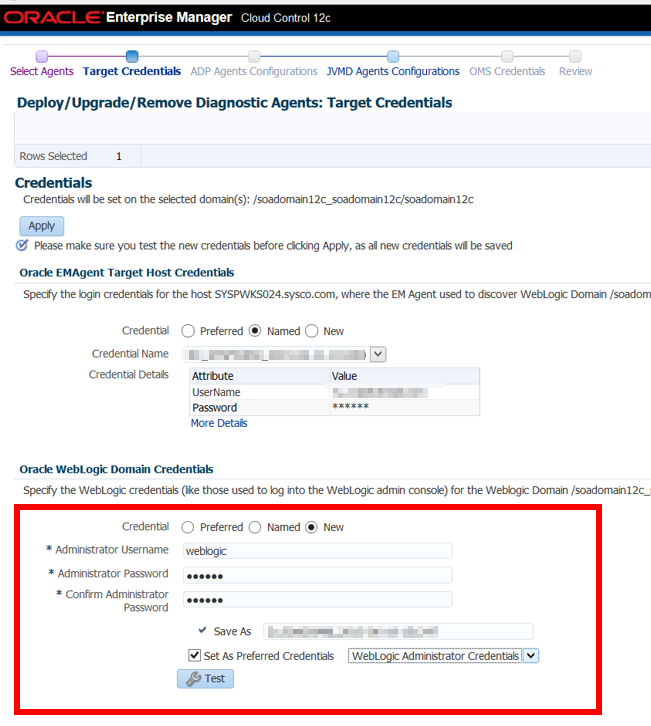 ORACLE Enterprise Manager Cloud Control 12c
Select Agents Target Credentials ADP Agents Configurations JVMD Agents Configurations OMS Credentials Review
Deploy/Upgrade/Remove Diagnostic Agents: Target Credentials
Rows Selected 1
Credentials
Credentials will be set on the selected domain(s): /soadomain12c_soadomain12c/soadomain12c
Apply
Please make sure you test the new credentials before clicking Apply, as all new credentials will be saved
Oracle EMAgent Target Host Credentials
Specify the login credentials for the host SYSPWKS024.sysco.com, where the EM Agent used to discover WebLogic Domain /soadom
Credential Preferred Named New
Credential Name
Credential Details
Attribute Value
UserName
Password ******
More Details
Oracle WebLogic Domain Credentials
Specify the WebLogic credentials (like those used to log into the WebLogic admin console) for the Weblogic Domain /soadomain12c_s
Credential Preferred Named New
* Administrator Username weblogic
* Administrator Password ••••••
* Confirm Administrator
Password ••••••
Save As
Set As Preferred Credentials WebLogic Administrator Credentials
Test